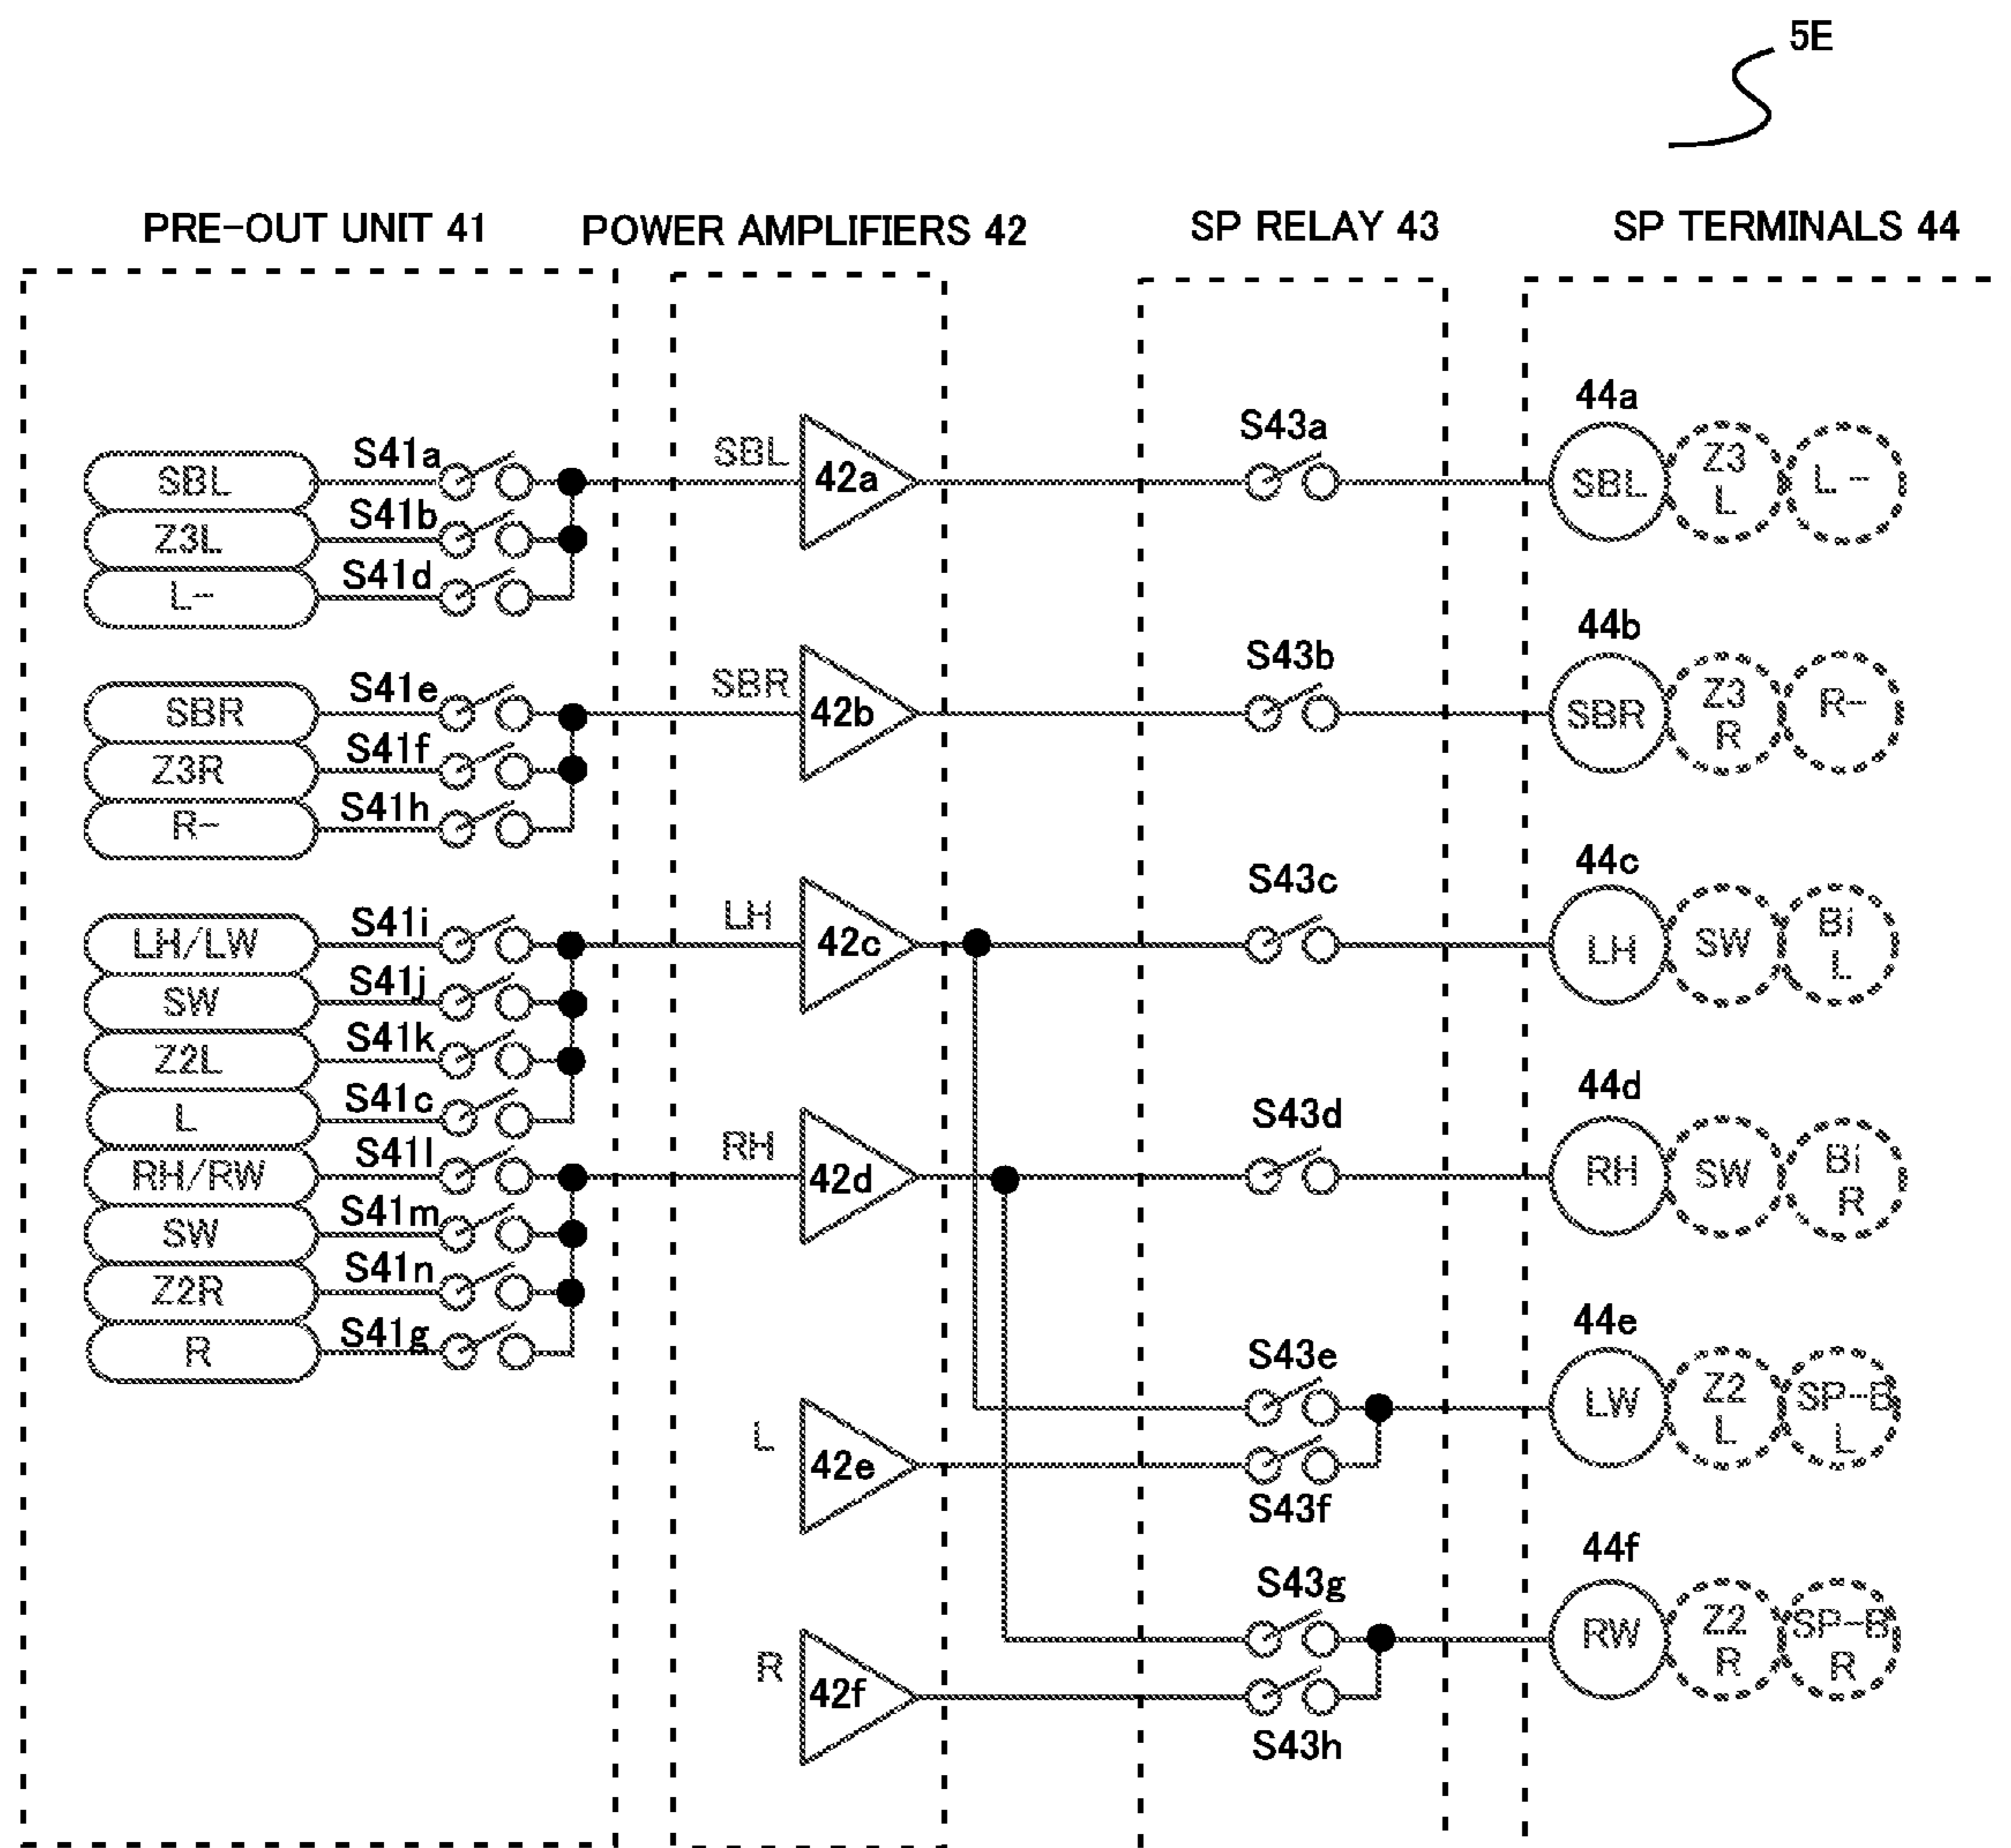 5E
PRE-OUT UNIT 41
POWER AMPLIFIERS 42
SP RELAY 43
SP TERMINALS 44
SBL
S41a
Z3L
S41b
L-
S41d
SBR
S41e
Z3R
S41f
R-
S41h
LH/LW
S41i
SW
S41j
Z2L
S41k
L
S41c
RH/RW
S41l
SW
S41m
Z2R
S41n
R
S41g
SBL
42a
SBR
42b
LH
42c
RH
42d
L
42e
R
42f
S43a
S43b
S43c
S43d
S43e
S43f
S43g
S43h
44a
SBL
Z3
L
L-
44b
SBR
Z3
R
R-
44c
LH
SW
Bi
L
44d
RH
SW
Bi
R
44e
LW
Z2
L
SP-B
L
44f
RW
Z2
R
SP-B
R